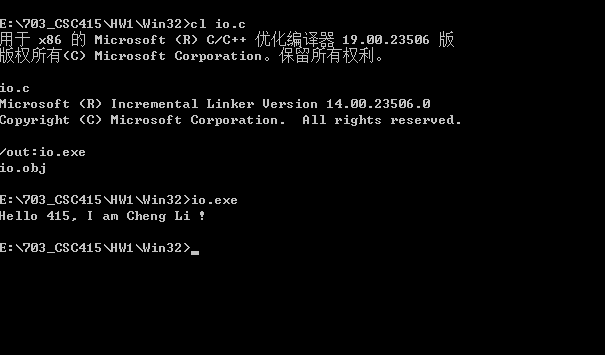 E:\703_CSC415\HW1\Win32>cl io.c
用于 x86 的 Microsoft (R) C/C++ 优化编译器 19.00.23506 版
版权所有(C) Microsoft Corporation。保留所有权利。
io.c
Microsoft (R) Incremental Linker Version 14.00.23506.0
Copyright (C) Microsoft Corporation.  All rights reserved.
/out:io.exe
io.obj
E:\703_CSC415\HW1\Win32>io.exe
Hello 415, I am Cheng Li !
E:\703_CSC415\HW1\Win32>_